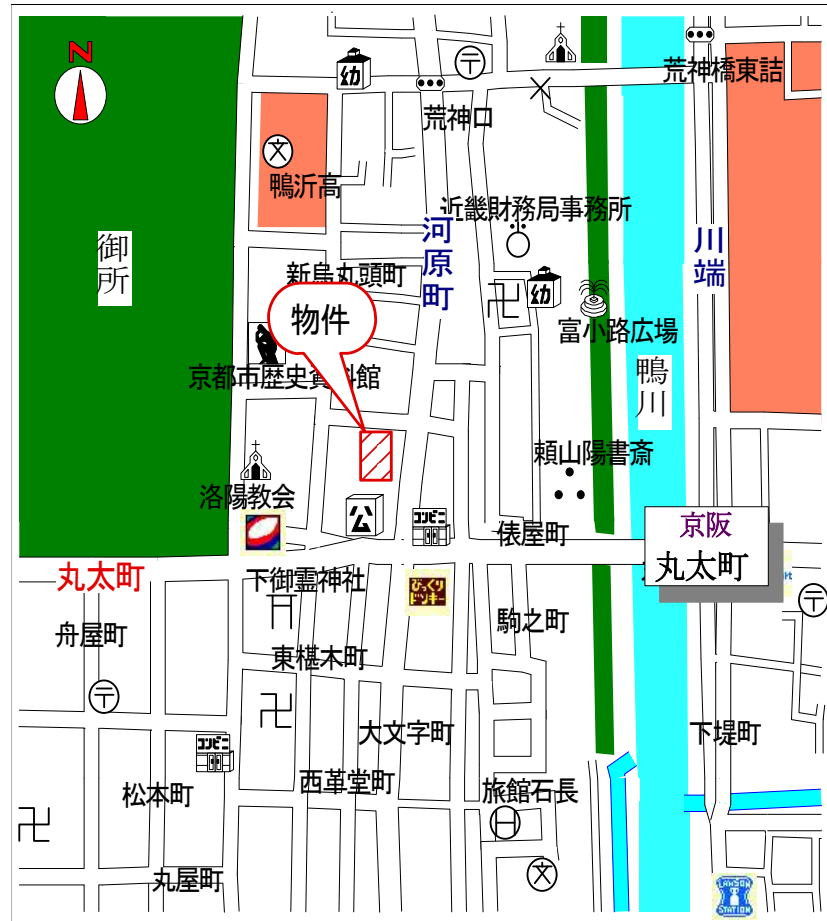 N
幼
〒
荒神橋東詰
荒神口
文
鴨沂高
近畿財務局事務所
御所
河原町
川端
新烏丸頭町
幼
物件
富小路広場
京都市歴史資料館
鴨川
頼山陽書斎
洛陽教会
公
コンビニ
俵屋町
京阪
丸太町
丸太町
下御霊神社
びっくり
ドンキー
〒
舟屋町
駒之町
東椹木町
〒
大文字町
下堤町
コンビニ
松本町
西革堂町
旅館石長
H
丸屋町
文
LAWSON
STATION